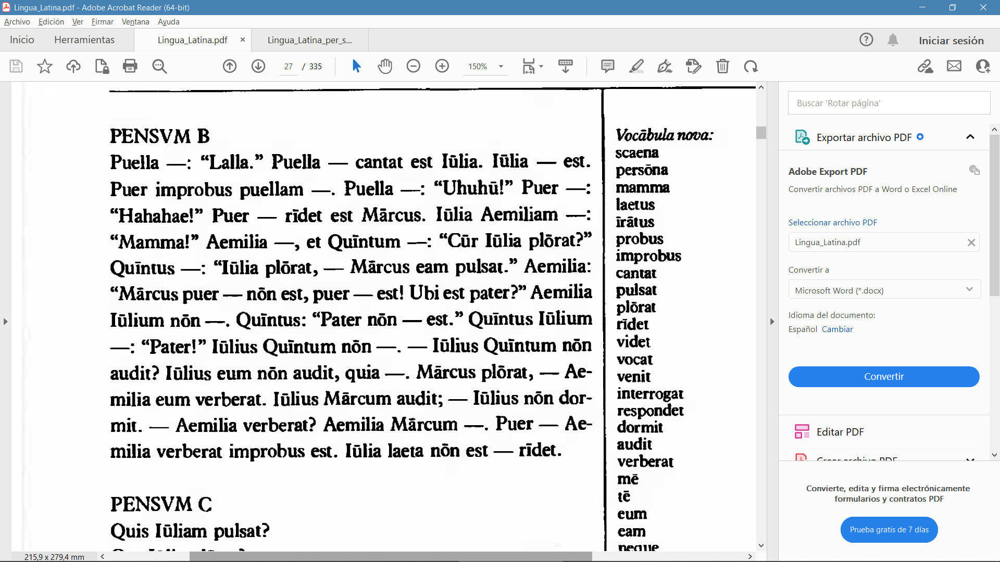 Lingua_Latina.pdf - Adobe Acrobat Reader (64-bit)
Archivo Edición Ver Firmar Ventana Ayuda
Inicio Herramientas Lingua_Latina.pdf × Lingua_Latina_per_s... Iniciar sesión
27 / 335 150%
Buscar 'Rotar página'
PENSVM B
Puella —: “Lalla.” Puella — cantat est Iūlia. Iūlia — est.
Puer improbus puellam —. Puella —: “Uhuhū!” Puer —:
“Hahahae!” Puer — rīdet est Mārcus. Iūlia Aemiliam —:
“Mamma!” Aemilia —, et Quīntum —: “Cūr Iūlia plōrat?”
Quīntus —: “Iūlia plōrat, — Mārcus eam pulsat.” Aemilia:
“Mārcus puer — nōn est, puer — est! Ubi est pater?” Aemilia
Iūlium nōn —. Quīntus: “Pater nōn — est.” Quīntus Iūlium
—: “Pater!” Iūlius Quīntum nōn —. — Iūlius Quīntum nōn
audit? Iūlius eum nōn audit, quia —. Mārcus plōrat, — Ae-
milia eum verberat. Iūlius Mārcum audit; — Iūlius nōn dor-
mit. — Aemilia verberat? Aemilia Mārcum —. Puer — Ae-
milia verberat improbus est. Iūlia laeta nōn est — rīdet.
PENSVM C
Quis Iūliam pulsat?
Vocābula nova:
scaena
persōna
mamma
laetus
īrātus
probus
improbus
cantat
pulsat
plōrat
rīdet
videt
vocat
venit
interrogat
respondet
dormit
audit
verberat
mē
tē
eum
eam
neque
Exportar archivo PDF
Adobe Export PDF
Convertir archivos PDF a Word o Excel Online
Seleccionar archivo PDF
Lingua_Latina.pdf
Convertir a
Microsoft Word (*.docx)
Idioma del documento:
Español Cambiar
Convertir
Editar PDF
Crear archivo PDF
Convierte, edita y firma electrónicamente
formularios y contratos PDF
Prueba gratis de 7 días
215,9 x 279,4 mm